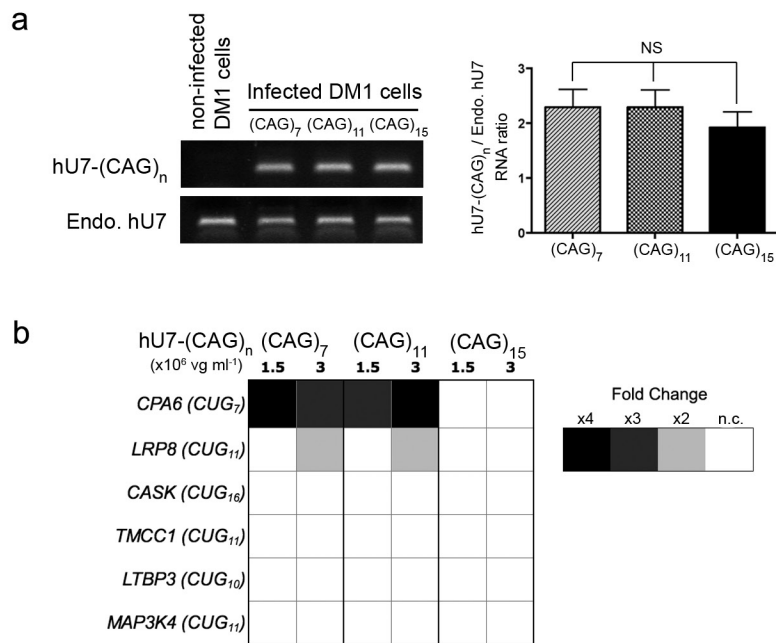 a
non-infected
DM1 cells
Infected DM1 cells
(CAG)7 (CAG)11 (CAG)15
hU7-(CAG)n
Endo. hU7
NS
hU7-(CAG)n / Endo. hU7
RNA ratio
3
2
1
0
(CAG)7 (CAG)11 (CAG)15
b
hU7-(CAG)n (CAG)7 (CAG)11 (CAG)15
(x10⁶ vg ml⁻¹) 1.5 3 1.5 3 1.5 3
CPA6 (CUG7)
LRP8 (CUG11)
CASK (CUG16)
TMCC1 (CUG11)
LTBP3 (CUG10)
MAP3K4 (CUG11)
Fold Change
x4 x3 x2 n.c.